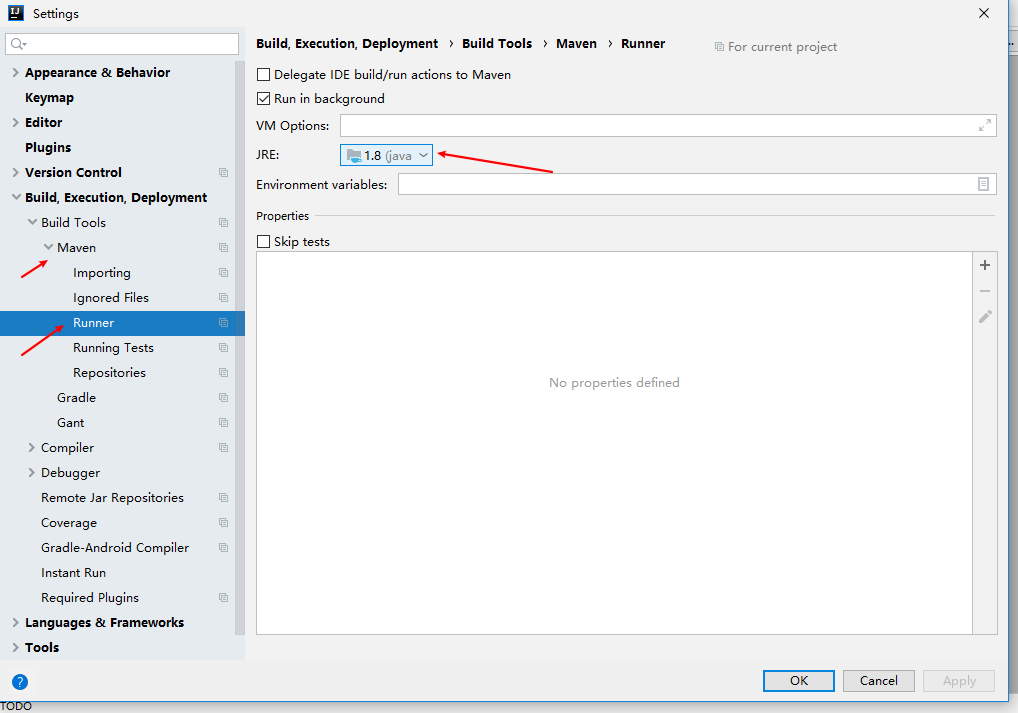 IJ
Settings
Appearance & Behavior
Keymap
Editor
Plugins
Version Control
Build, Execution, Deployment
Build Tools
Maven
Importing
Ignored Files
Runner
Running Tests
Repositories
Gradle
Gant
Compiler
Debugger
Remote Jar Repositories
Coverage
Gradle-Android Compiler
Instant Run
Required Plugins
Languages & Frameworks
Tools
?
Build, Execution, Deployment › Build Tools › Maven › Runner For current project
Delegate IDE build/run actions to Maven
Run in background
VM Options:
JRE: 1.8 (java
Environment variables:
Properties
Skip tests
No properties defined
OK Cancel Apply
TODO